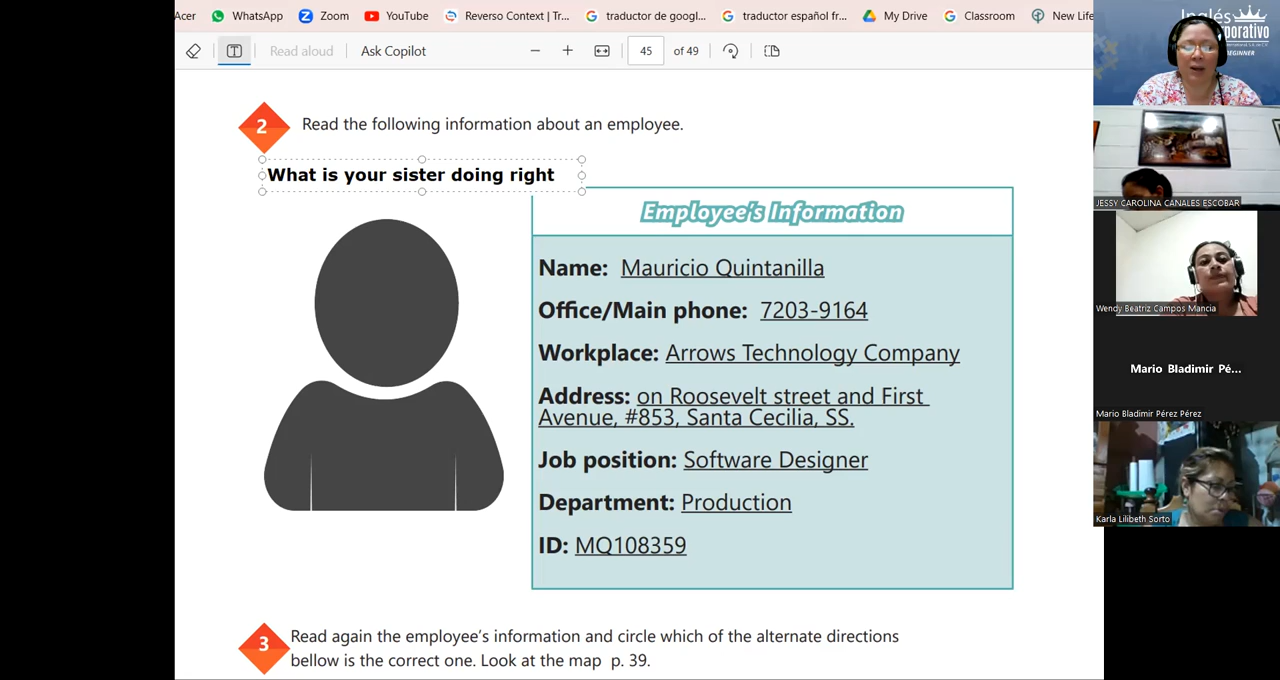 Acer WhatsApp Zoom YouTube Reverso Context | Tr... traductor de googl... traductor español fr... My Drive Classroom New Life
Read aloud Ask Copilot 45 of 49
Inglés
BEGINNER
2 Read the following information about an employee.
What is your sister doing right
Employee's Information
Name: Mauricio Quintanilla
Office/Main phone: 7203-9164
Workplace: Arrows Technology Company
Address: on Roosevelt street and First
Avenue, #853, Santa Cecilia, SS.
Job position: Software Designer
Department: Production
ID: MQ108359
3 Read again the employee's information and circle which of the alternate directions
bellow is the correct one. Look at the map p. 39.
JESSY CAROLINA CANALES ESCOBAR
Wendy Beatriz Campos Mancia
Mario Bladimir Pé...
Mario Bladimir Pérez Pérez
Karla Lilibeth Sorto